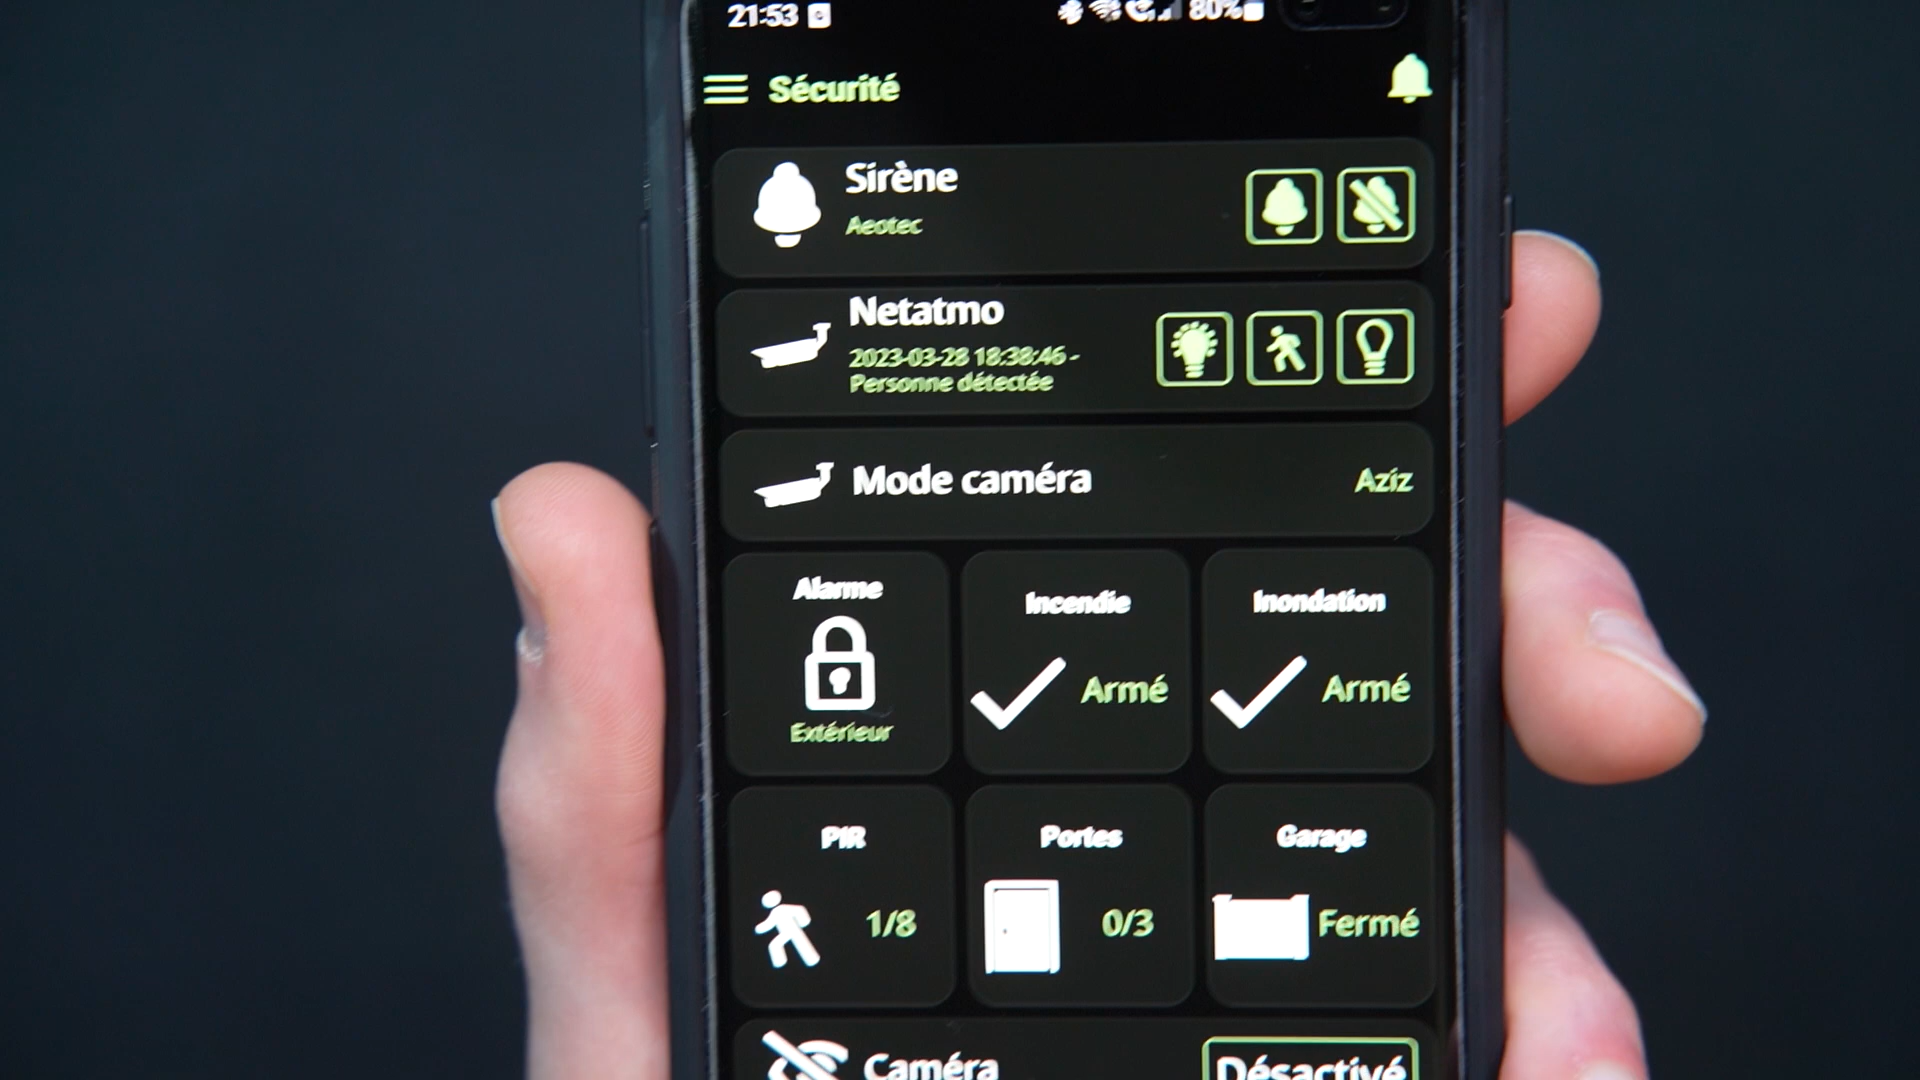 21:53
80%
Sécurité
Sirène
Aeotec
Netatmo
2023-03-28 18:38:46 -
Personne détectée
Mode caméra
Aziz
Alarme
Incendie
Inondation
Armé
Armé
Extérieur
PIR
Portes
Garage
1/8
0/3
Fermé
Caméra
Désactivé